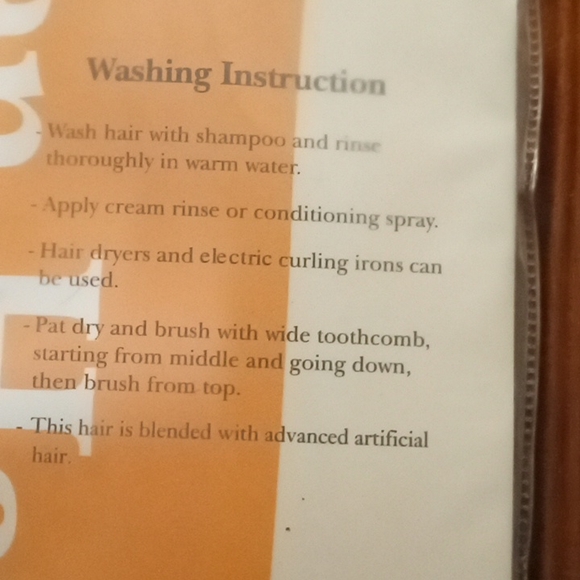 Washing Instruction
- Wash hair with shampoo and rinse
thoroughly in warm water.
- Apply cream rinse or conditioning spray.
- Hair dryers and electric curling irons can
be used.
- Pat dry and brush with wide toothcomb,
starting from middle and going down,
then brush from top.
- This hair is blended with advanced artificial
hair.